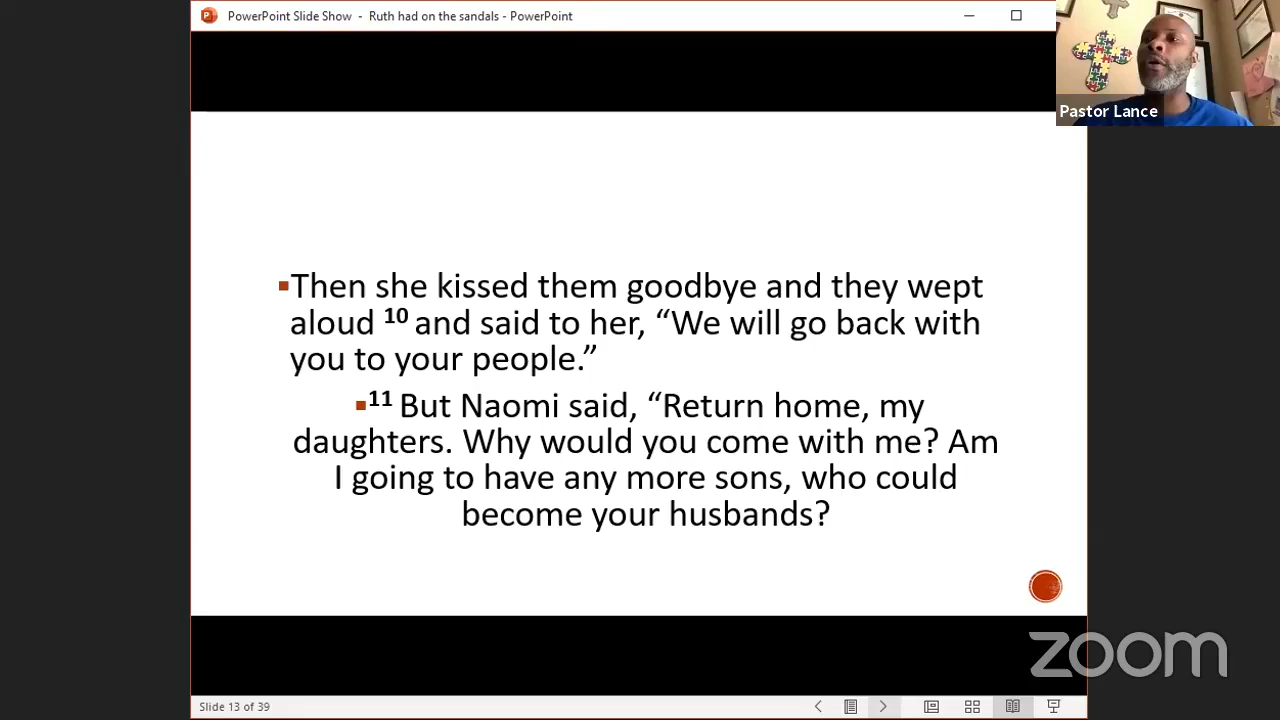 PowerPoint Slide Show - Ruth had on the sandals - PowerPoint
Pastor Lance
Then she kissed them goodbye and they wept
aloud 10 and said to her, “We will go back with
you to your people.”
11 But Naomi said, “Return home, my
daughters. Why would you come with me? Am
I going to have any more sons, who could
become your husbands?
zoom
Slide 13 of 39